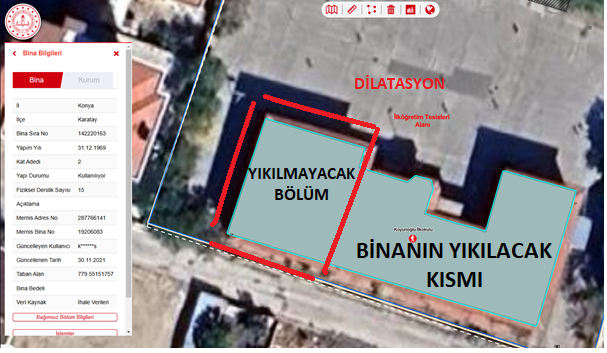 Bina Bilgileri
Bina
Kurum
İl Konya
İlçe Karatay
Bina Sıra No 142220163
Yapım Yılı 31.12.1969
Kat Adedi 2
Yapı Durumu Kullanılıyor
Fiziksel Derslik Sayısı 15
Açıklama
Memis Adres No 287766141
Memis Bina No 19206083
Güncelleyen Kullanıcı k******s
Güncellenen Tarih 30.11.2021
Taban Alan 779.55151757
Bina Bedeli
Veri Kaynak İhale Verileri
Bağımsız Bölüm Bilgileri
İşlemler
DİLATASYON
İlköğretim Tesisleri
Alanı
YIKILMAYACAK
BÖLÜM
Koyunoğlu İlkokulu
BİNANIN YIKILACAK
KISMI